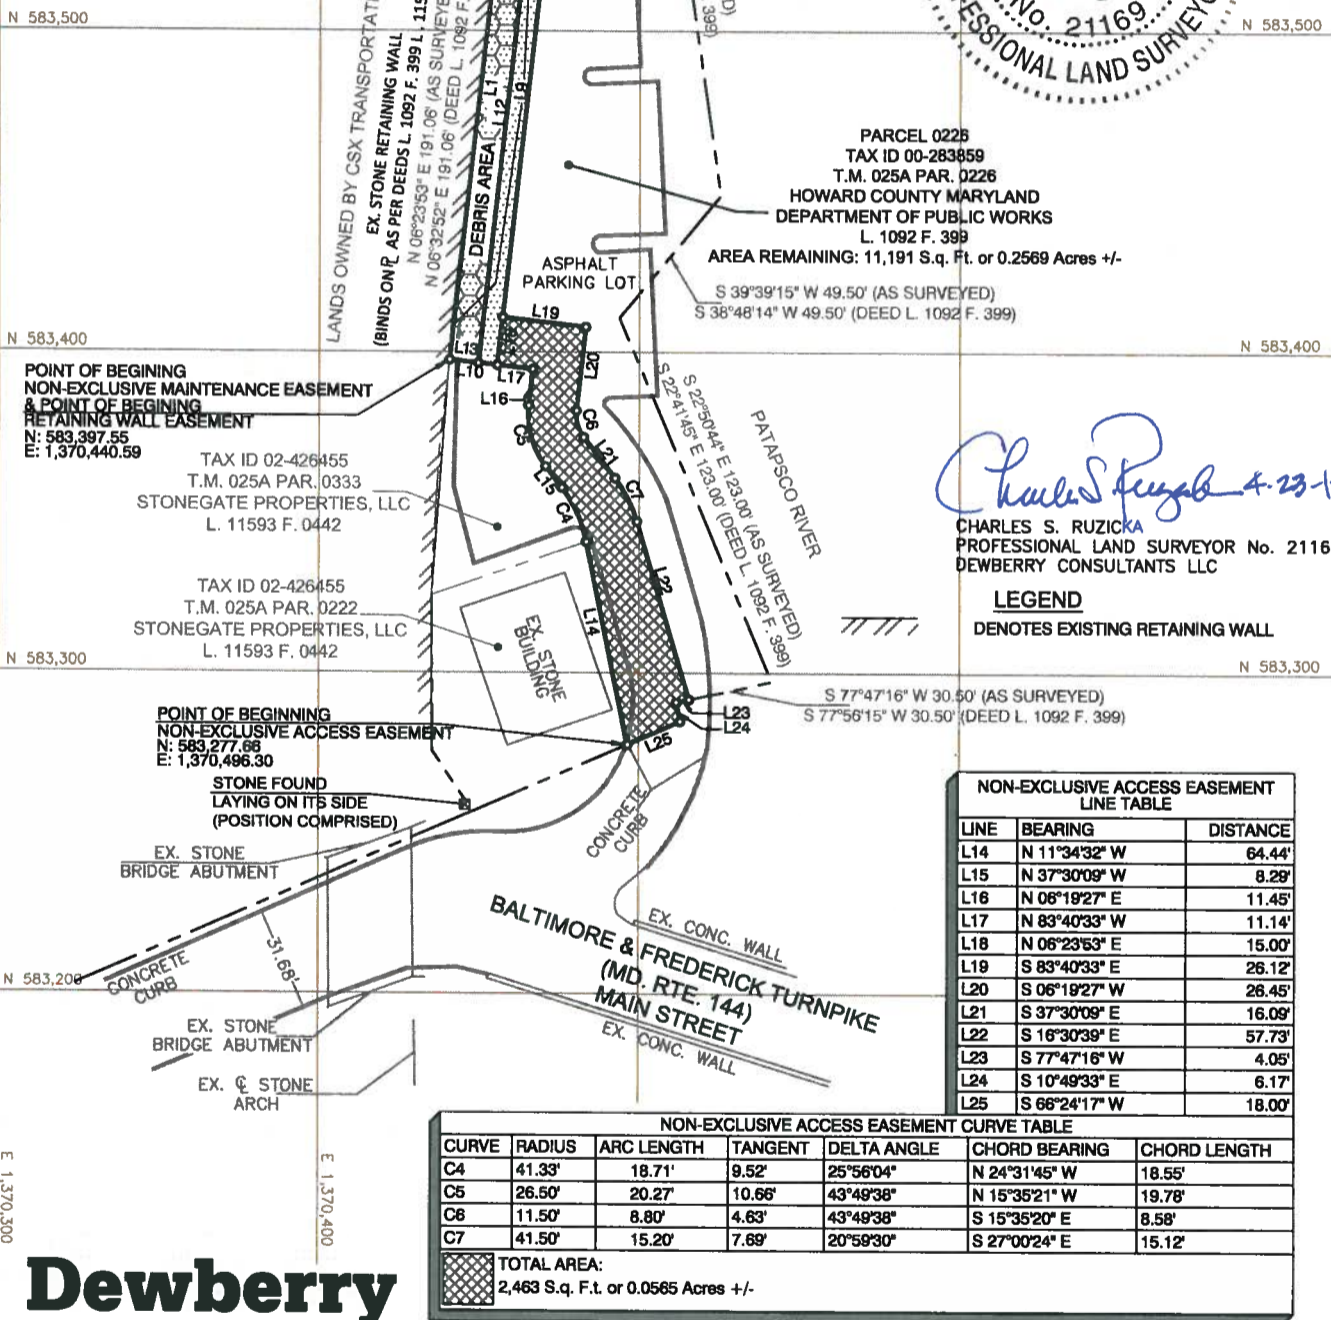 N 583,500
N 583,500
No. 21169
LAND
LANDS OWNED BY CSX
EX. STONE RETAINING WALL
(BINDS ON PL AS PER DEEDS L. 1092 F. 399
N 06°23'53" E 191.06' (AS
N 06°32'52" E 191.06' (DEED L. 1092 F.
DEBRIS AREA
L1
L12
L9
PARCEL 0226
TAX ID 00-283859
T.M. 025A PAR. 0226
HOWARD COUNTY MARYLAND
DEPARTMENT OF PUBLIC WORKS
L. 1092 F. 399
AREA REMAINING: 11,191 S.q. Ft. or 0.2569 Acres +/-
ASPHALT
PARKING LOT
S 39°39'15" W 49.50' (AS SURVEYED)
S 38°48'14" W 49.50' (DEED L. 1092 F. 399)
N 583,400
N 583,400
L13
L10
L17
L18
L19
L20
L16
C5
L15
C4
C6
L21
C7
L22
L14
L23
L24
L25
POINT OF BEGINING
NON-EXCLUSIVE MAINTENANCE EASEMENT
& POINT OF BEGINING
RETAINING WALL EASEMENT
N: 583,397.55
E: 1,370,440.59
S 22°50'44" E 123.00' (AS SURVEYED)
S 22°41'45" E 123.00' (DEED L. 1092 F. 399)
PATAPSCO RIVER
TAX ID 02-426455
T.M. 025A PAR. 0333
STONEGATE PROPERTIES, LLC
L. 11593 F. 0442
Charles S. Ruzicka 4-23-1
CHARLES S. RUZICKA
PROFESSIONAL LAND SURVEYOR No. 2116
DEWBERRY CONSULTANTS LLC
LEGEND
DENOTES EXISTING RETAINING WALL
TAX ID 02-426455
T.M. 025A PAR. 0222
STONEGATE PROPERTIES, LLC
L. 11593 F. 0442
EX. STONE
BUILDING
N 583,300
N 583,300
S 77°47'16" W 30.50' (AS SURVEYED)
S 77°56'15" W 30.50' (DEED L. 1092 F. 399)
POINT OF BEGINNING
NON-EXCLUSIVE ACCESS EASEMENT
N: 583,277.66
E: 1,370,496.30
STONE FOUND
LAYING ON ITS SIDE
(POSITION COMPRISED)
CONCRETE
CURB
EX. STONE
BRIDGE ABUTMENT
31.68'
N 583,200
CONCRETE
CURB
EX. CONC. WALL
BALTIMORE & FREDERICK TURNPIKE
(MD. RTE. 144)
MAIN STREET
EX. CONC. WALL
EX. STONE
BRIDGE ABUTMENT
EX. ℄ STONE
ARCH
NON-EXCLUSIVE ACCESS EASEMENT
LINE TABLE
LINE BEARING DISTANCE
L14 N 11°34'32" W 64.44'
L15 N 37°30'09" W 8.29'
L16 N 06°19'27" E 11.45'
L17 N 83°40'33" W 11.14'
L18 N 06°23'53" E 15.00'
L19 S 83°40'33" E 26.12'
L20 S 06°19'27" W 26.45'
L21 S 37°30'09" E 16.09'
L22 S 16°30'39" E 57.73'
L23 S 77°47'16" W 4.05'
L24 S 10°49'33" E 6.17'
L25 S 66°24'17" W 18.00'
NON-EXCLUSIVE ACCESS EASEMENT CURVE TABLE
CURVE RADIUS ARC LENGTH TANGENT DELTA ANGLE CHORD BEARING CHORD LENGTH
C4 41.33' 18.71' 9.52' 25°56'04" N 24°31'45" W 18.55'
C5 26.50' 20.27' 10.66' 43°49'38" N 15°35'21" W 19.78'
C6 11.50' 8.80' 4.63' 43°49'38" S 15°35'20" E 8.58'
C7 41.50' 15.20' 7.69' 20°59'30" S 27°00'24" E 15.12'
TOTAL AREA:
2,463 S.q. F.t. or 0.0565 Acres +/-
E 1,370,300
E 1,370,400
Dewberry